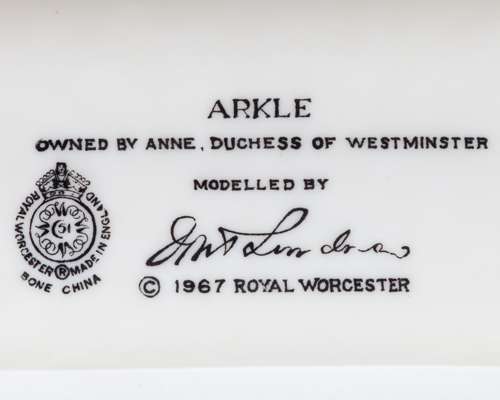 ARKLE
OWNED BY ANNE, DUCHESS OF WESTMINSTER
MODELLED BY
© 1967 ROYAL WORCESTER
ROYAL WORCESTER ® MADE IN ENGLAND
51
BONE CHINA